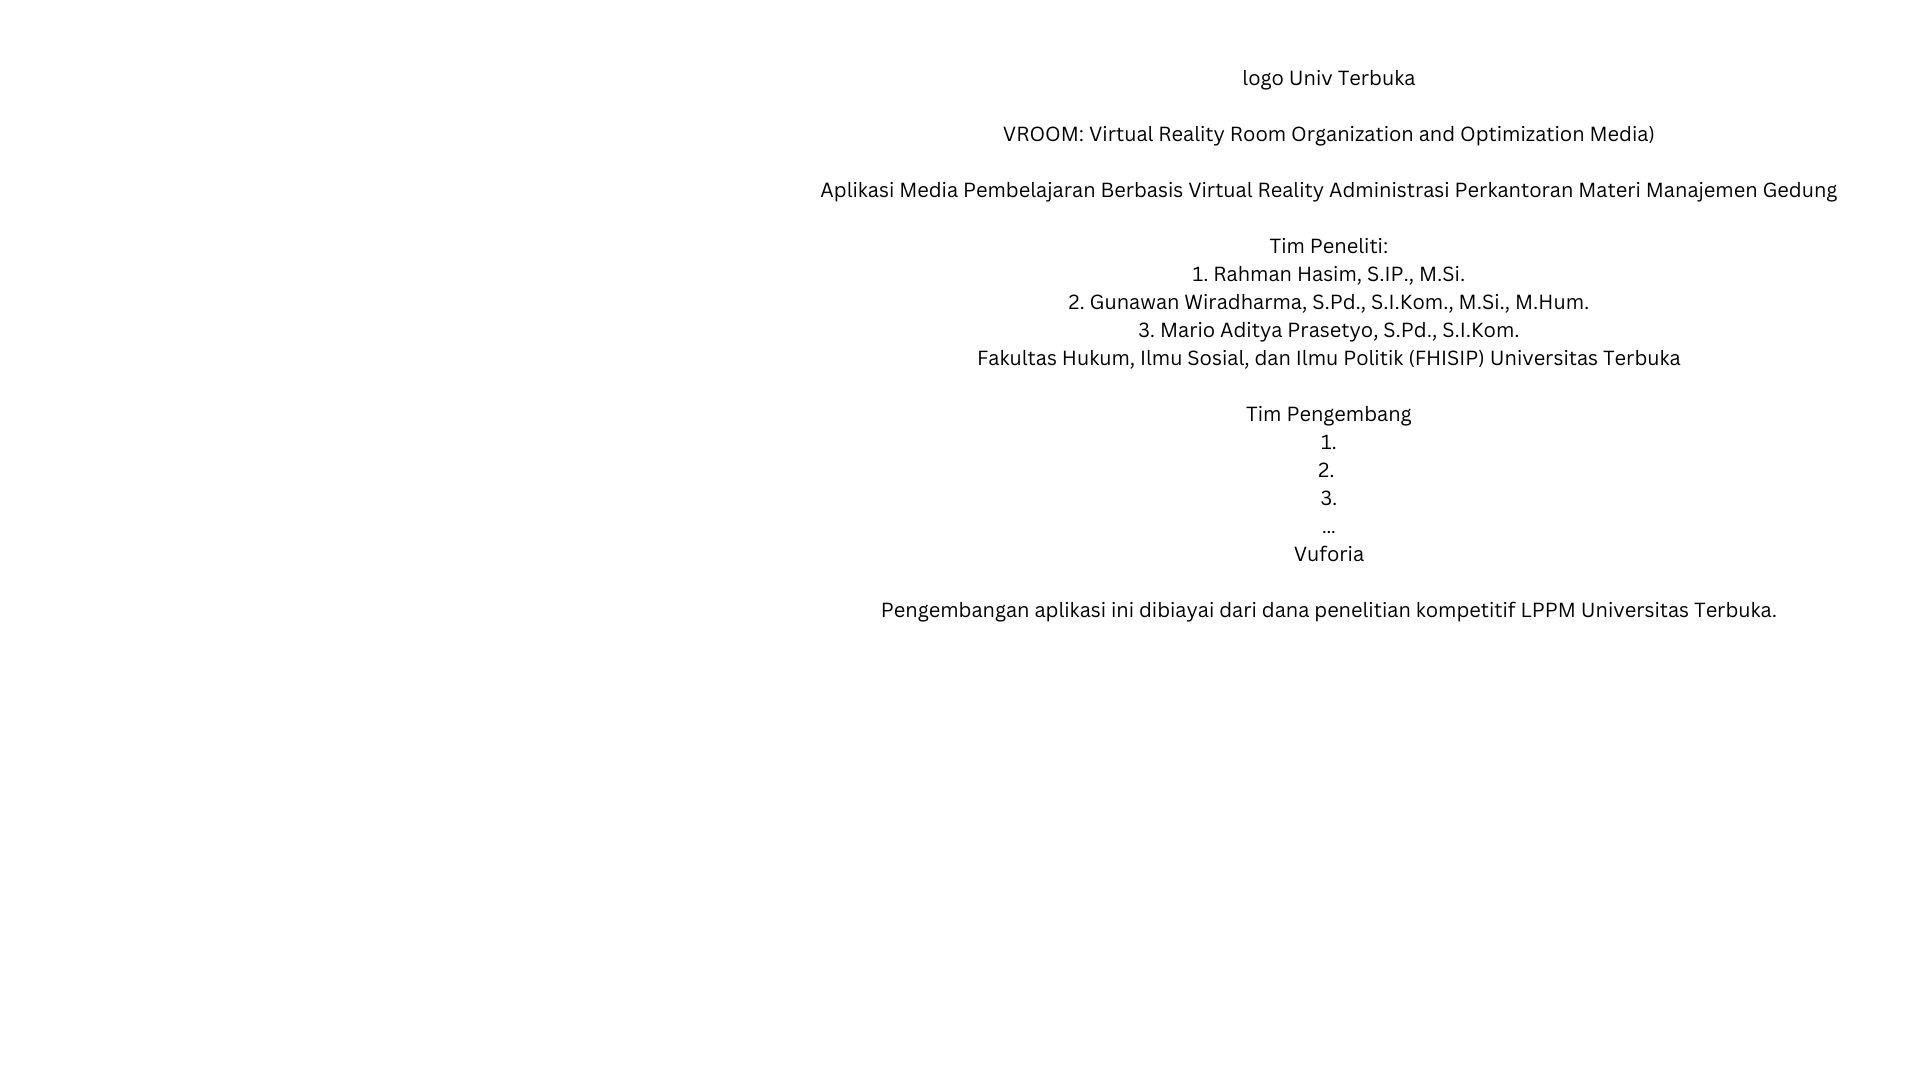 logo Univ Terbuka
VROOM: Virtual Reality Room Organization and Optimization Media)
Aplikasi Media Pembelajaran Berbasis Virtual Reality Administrasi Perkantoran Materi Manajemen Gedung
Tim Peneliti:
1. Rahman Hasim, S.IP., M.Si.
2. Gunawan Wiradharma, S.Pd., S.I.Kom., M.Si., M.Hum.
3. Mario Aditya Prasetyo, S.Pd., S.I.Kom.
Fakultas Hukum, Ilmu Sosial, dan Ilmu Politik (FHISIP) Universitas Terbuka
Tim Pengembang
1.
2.
3.
...
Vuforia
Pengembangan aplikasi ini dibiayai dari dana penelitian kompetitif LPPM Universitas Terbuka.